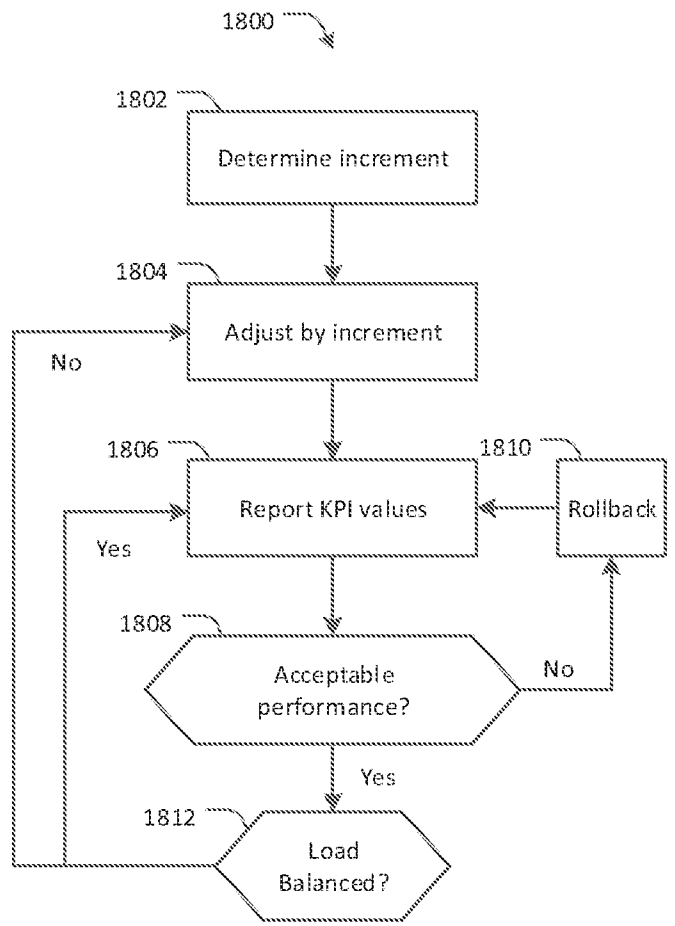 1800
1802
Determine increment
1804
Adjust by increment
No
1806
1810
Report KPI values
Rollback
Yes
1808
Acceptable
performance?
No
Yes
1812
Load
Balanced?